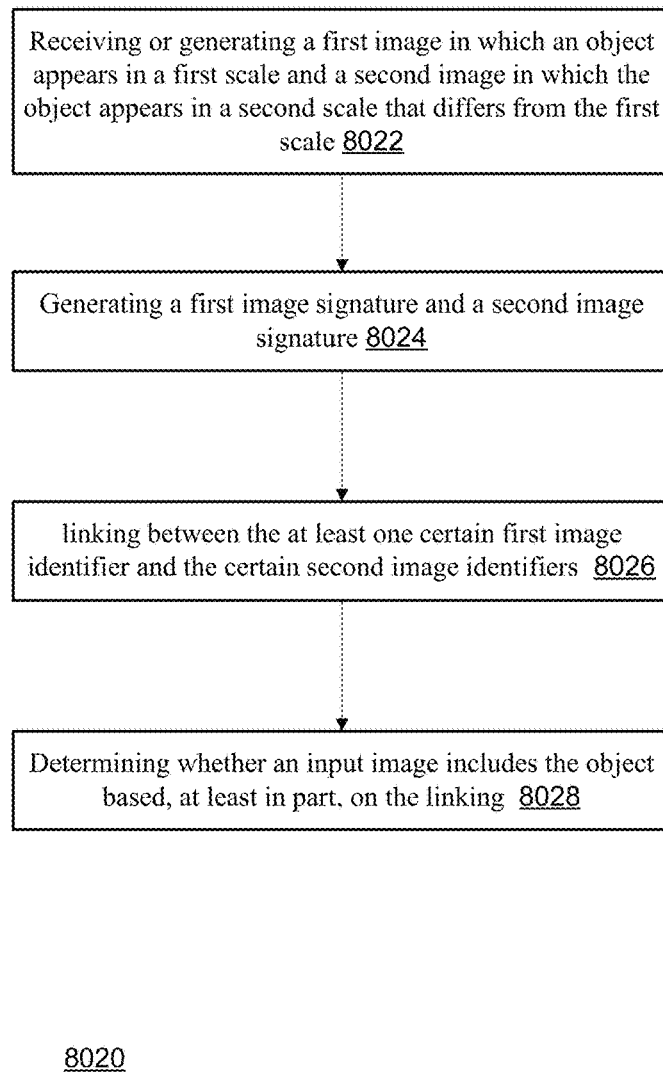 Receiving or generating a first image in which an object
appears in a first scale and a second image in which the
object appears in a second scale that differs from the first
scale 8022
Generating a first image signature and a second image
signature 8024
linking between the at least one certain first image
identifier and the certain second image identifiers 8026
Determining whether an input image includes the object
based, at least in part, on the linking 8028
8020